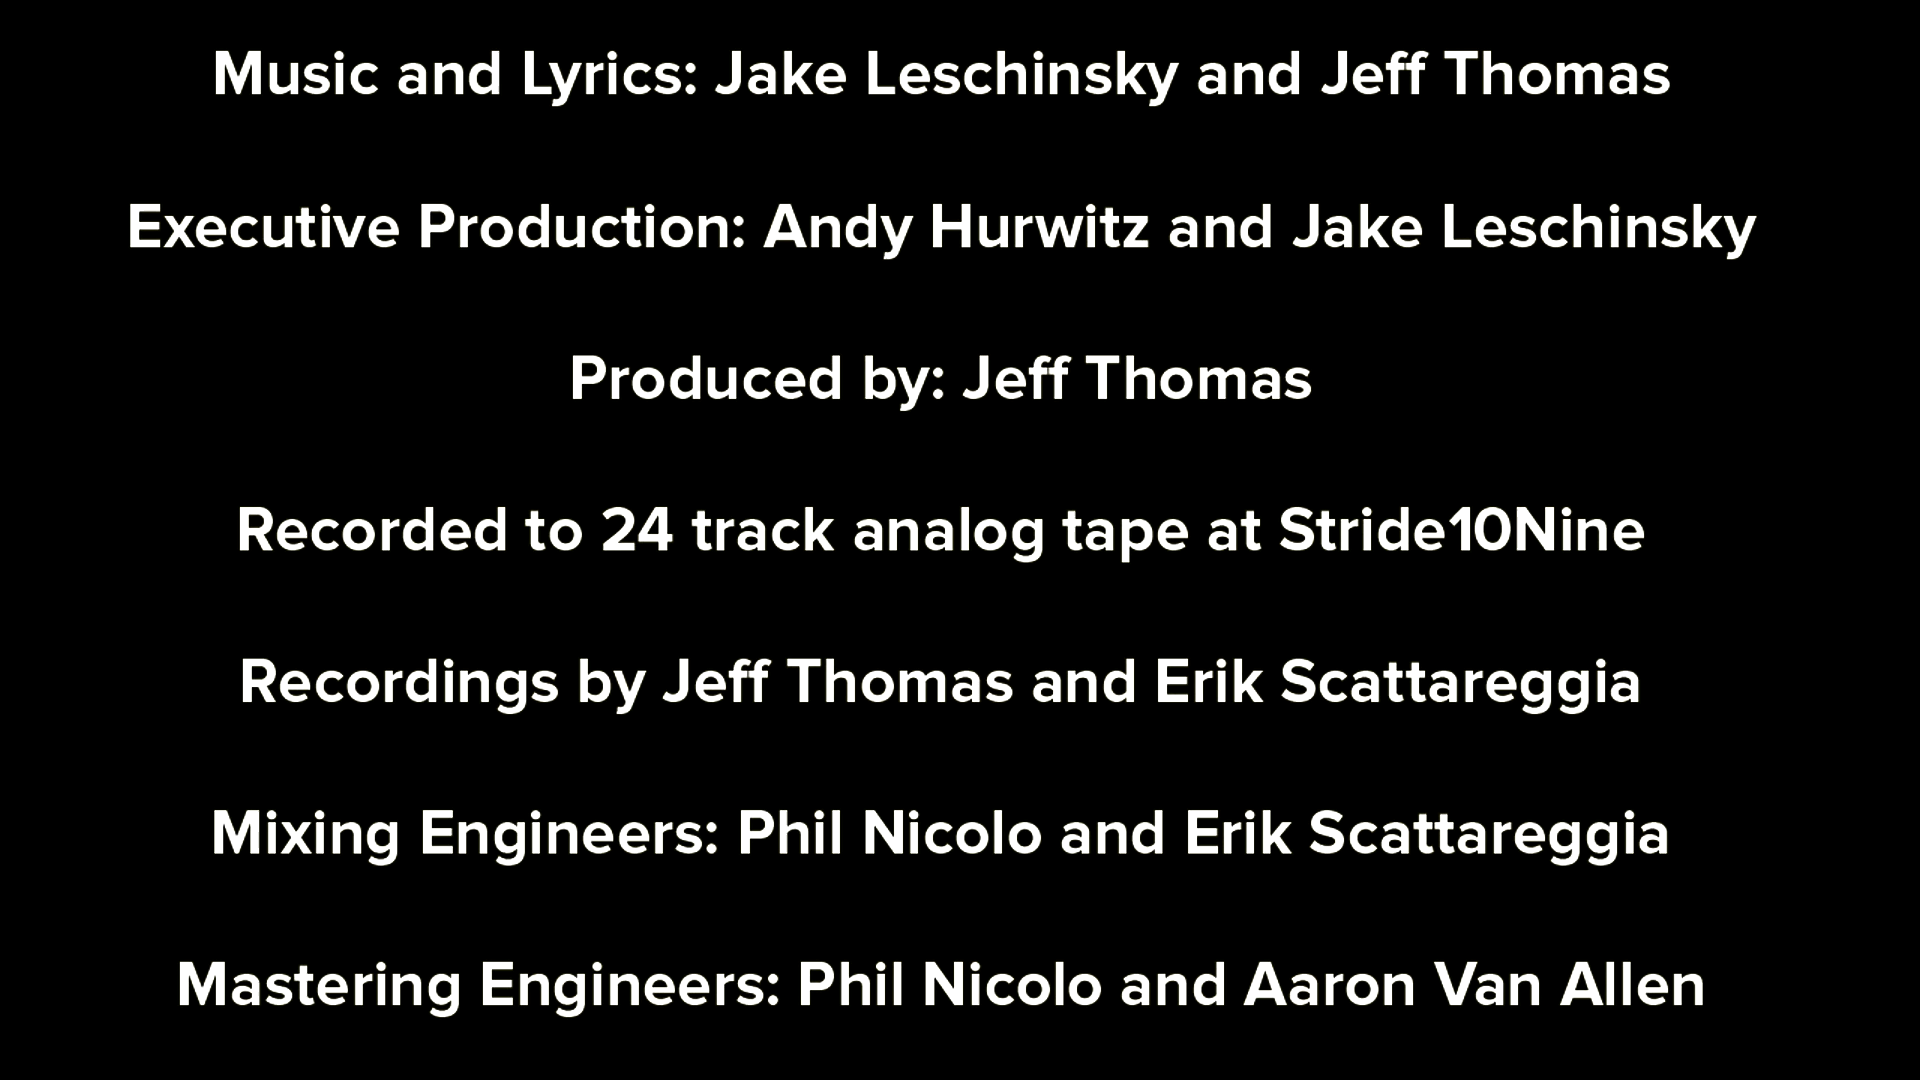 Music and Lyrics: Jake Leschinsky and Jeff Thomas
Executive Production: Andy Hurwitz and Jake Leschinsky
Produced by: Jeff Thomas
Recorded to 24 track analog tape at Stride10Nine
Recordings by Jeff Thomas and Erik Scattareggia
Mixing Engineers: Phil Nicolo and Erik Scattareggia
Mastering Engineers: Phil Nicolo and Aaron Van Allen